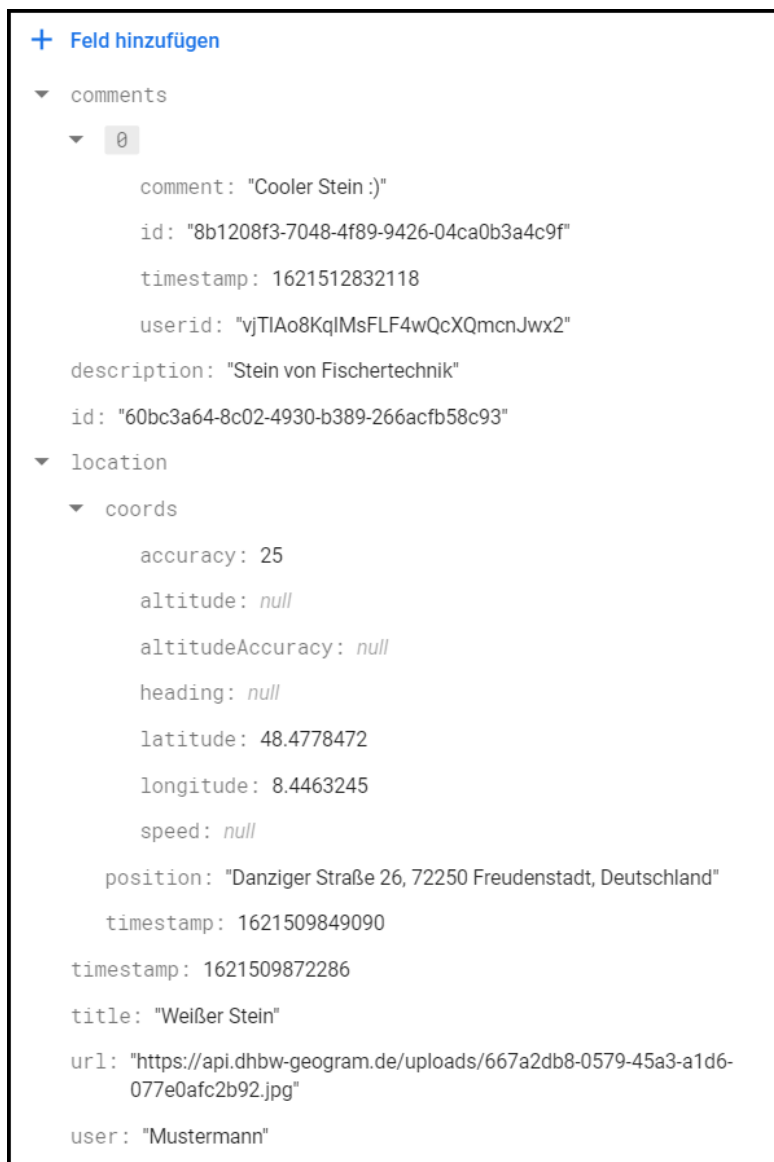 + Feld hinzufügen
comments
0
comment: "Cooler Stein :)"
id: "8b1208f3-7048-4f89-9426-04ca0b3a4c9f"
timestamp: 1621512832118
userid: "vjTlAo8KqlMsFLF4wQcXQmcnJwx2"
description: "Stein von Fischertechnik"
id: "60bc3a64-8c02-4930-b389-266acfb58c93"
location
coords
accuracy: 25
altitude: null
altitudeAccuracy: null
heading: null
latitude: 48.4778472
longitude: 8.4463245
speed: null
position: "Danziger Straße 26, 72250 Freudenstadt, Deutschland"
timestamp: 1621509849090
timestamp: 1621509872286
title: "Weißer Stein"
url: "https://api.dhbw-geogram.de/uploads/667a2db8-0579-45a3-a1d6-
077e0afc2b92.jpg"
user: "Mustermann"